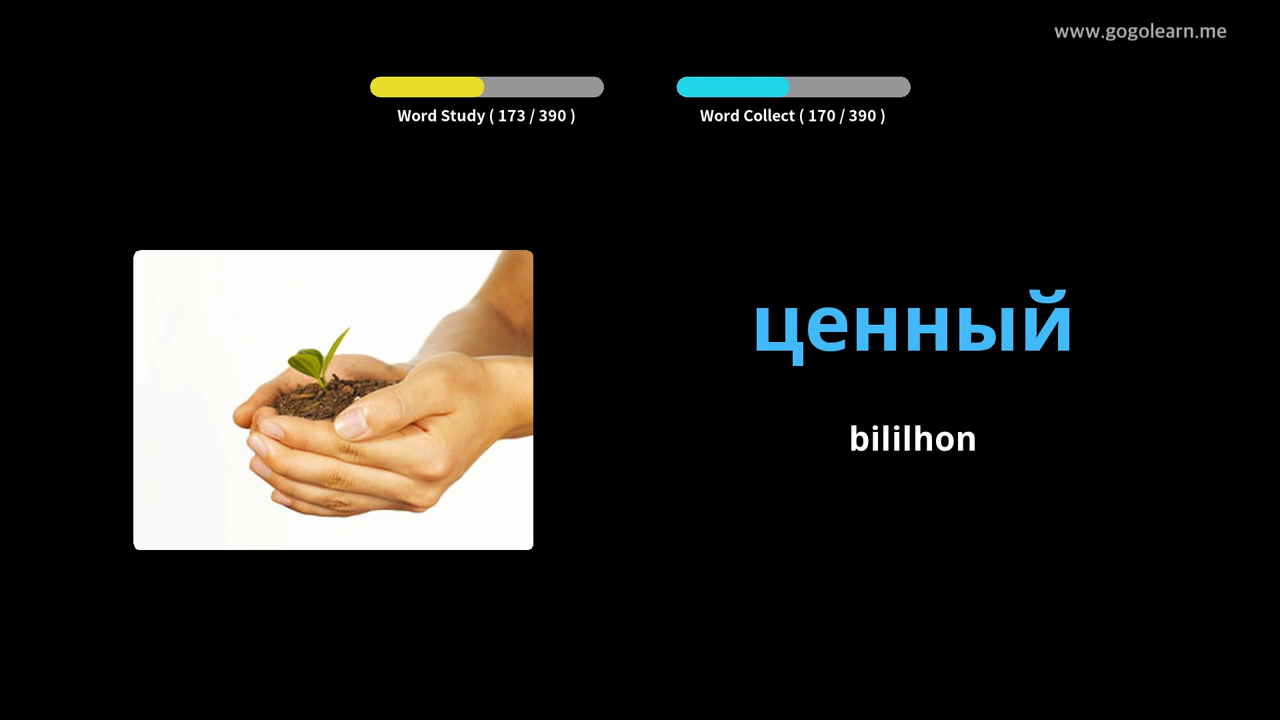 www.gogolearn.me
Word Study ( 173 / 390 )
Word Collect ( 170 / 390 )
ценный
bililhon